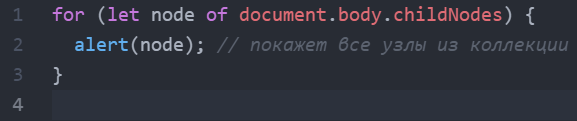 1 for (let node of document.body.childNodes) {
2 alert(node); // покажет все узлы из коллекции
3 }
4